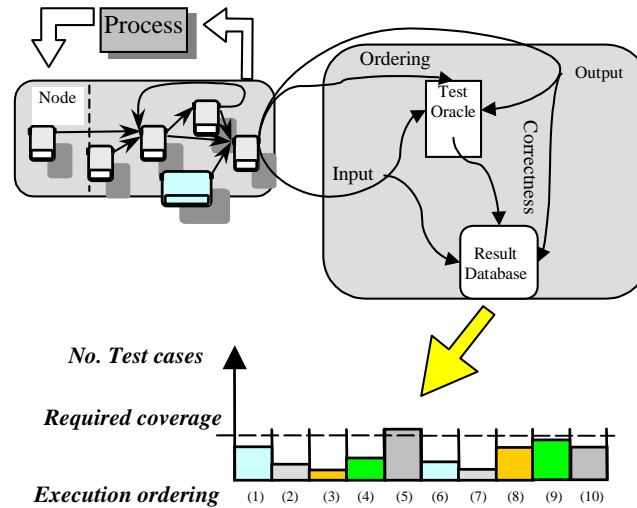 Process
Node
Ordering
Test
Oracle
Output
Input
Correctness
Result
Database
No. Test cases
Required coverage
Execution ordering
(1) (2) (3) (4) (5) (6) (7) (8) (9) (10)